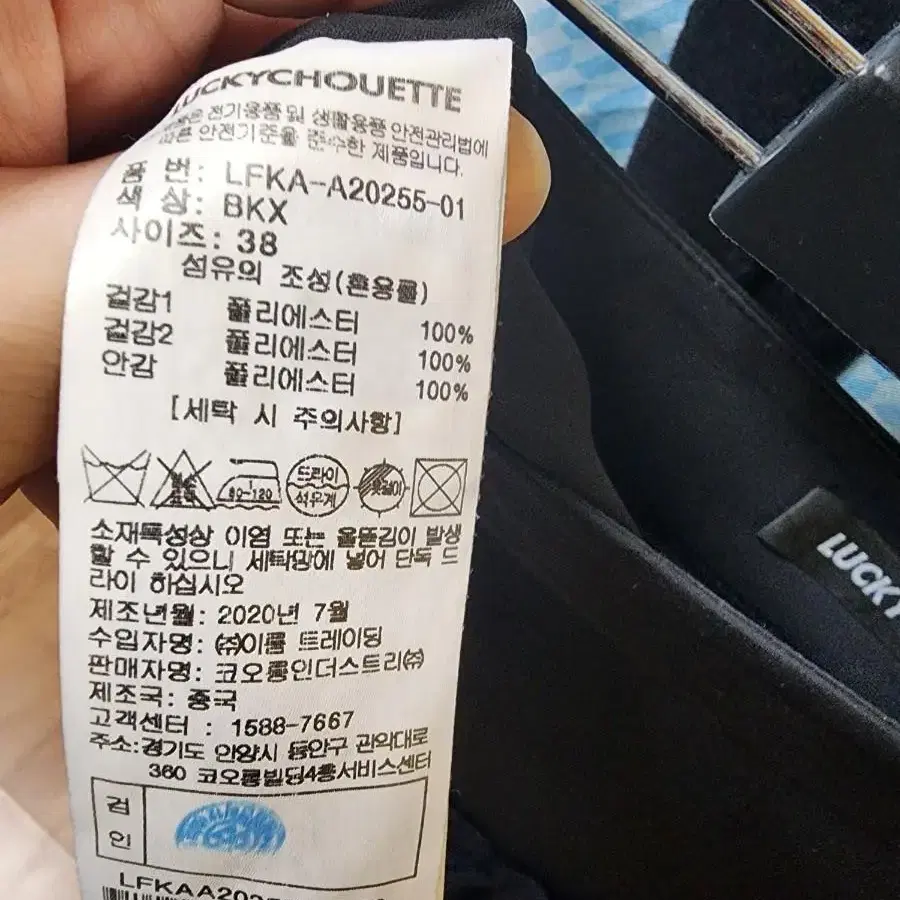 LUCKYCHOUETTE
전기용품 및 생활용품 안전관리법에
따른 안전기준을 준수한 제품입니다.
품 번: LFKA-A20255-01
색 상: BKX
사이즈: 38
섬유의 조성(혼용률)
겉감1 폴리에스터 100%
겉감2 폴리에스터 100%
안감 폴리에스터 100%
[세탁 시 주의사항]
80-120
드라이
석유계
옷걸이
소재특성상 이염 또는 올뜯김이 발생
할 수 있으니 세탁망에 넣어 단독 드
라이 하십시오
제조년월: 2020년 7월
수입자명: ㈜이룸 트레이딩
판매자명: 코오롱인더스트리㈜
제조국: 중국
고객센터 : 1588-7667
주소:경기도 안양시 동안구 관악대로
360 코오롱빌딩4층서비스센터
검
인
LFKAA202
LUCKY